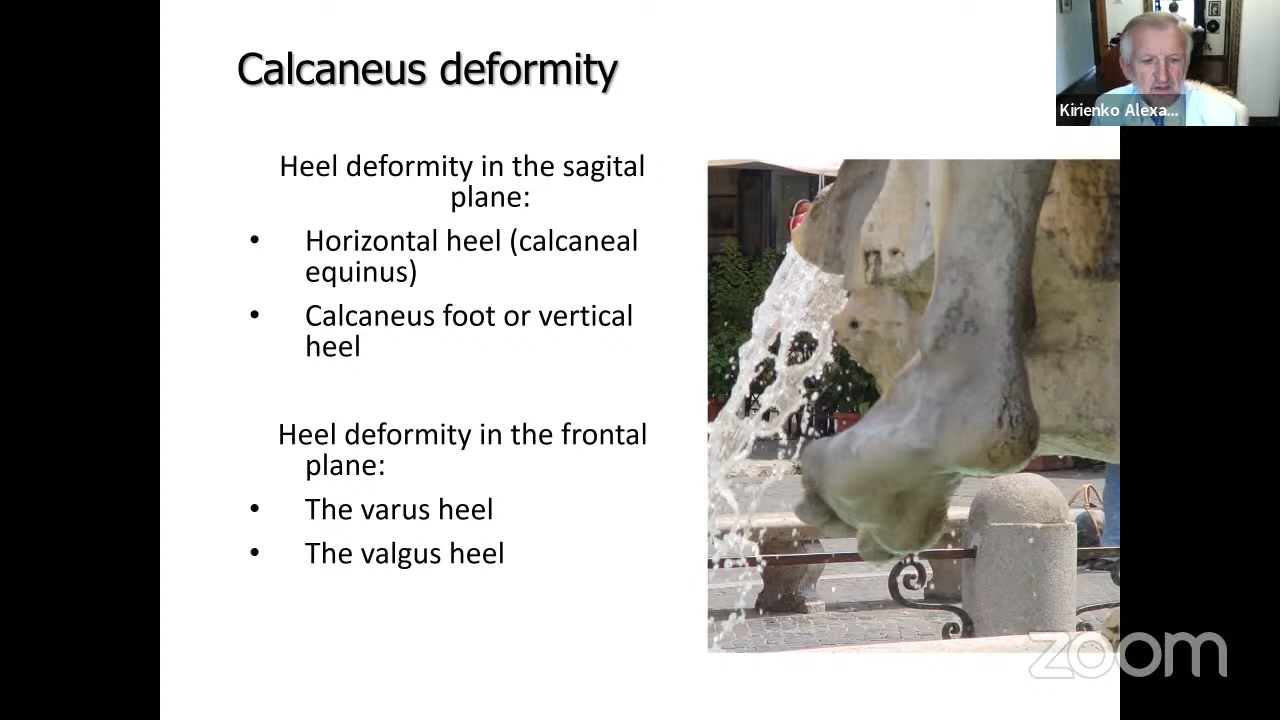 Calcaneus deformity
Kirienko Alexa...
Heel deformity in the sagital
plane:
• Horizontal heel (calcaneal
equinus)
• Calcaneus foot or vertical
heel
Heel deformity in the frontal
plane:
• The varus heel
• The valgus heel
zoom